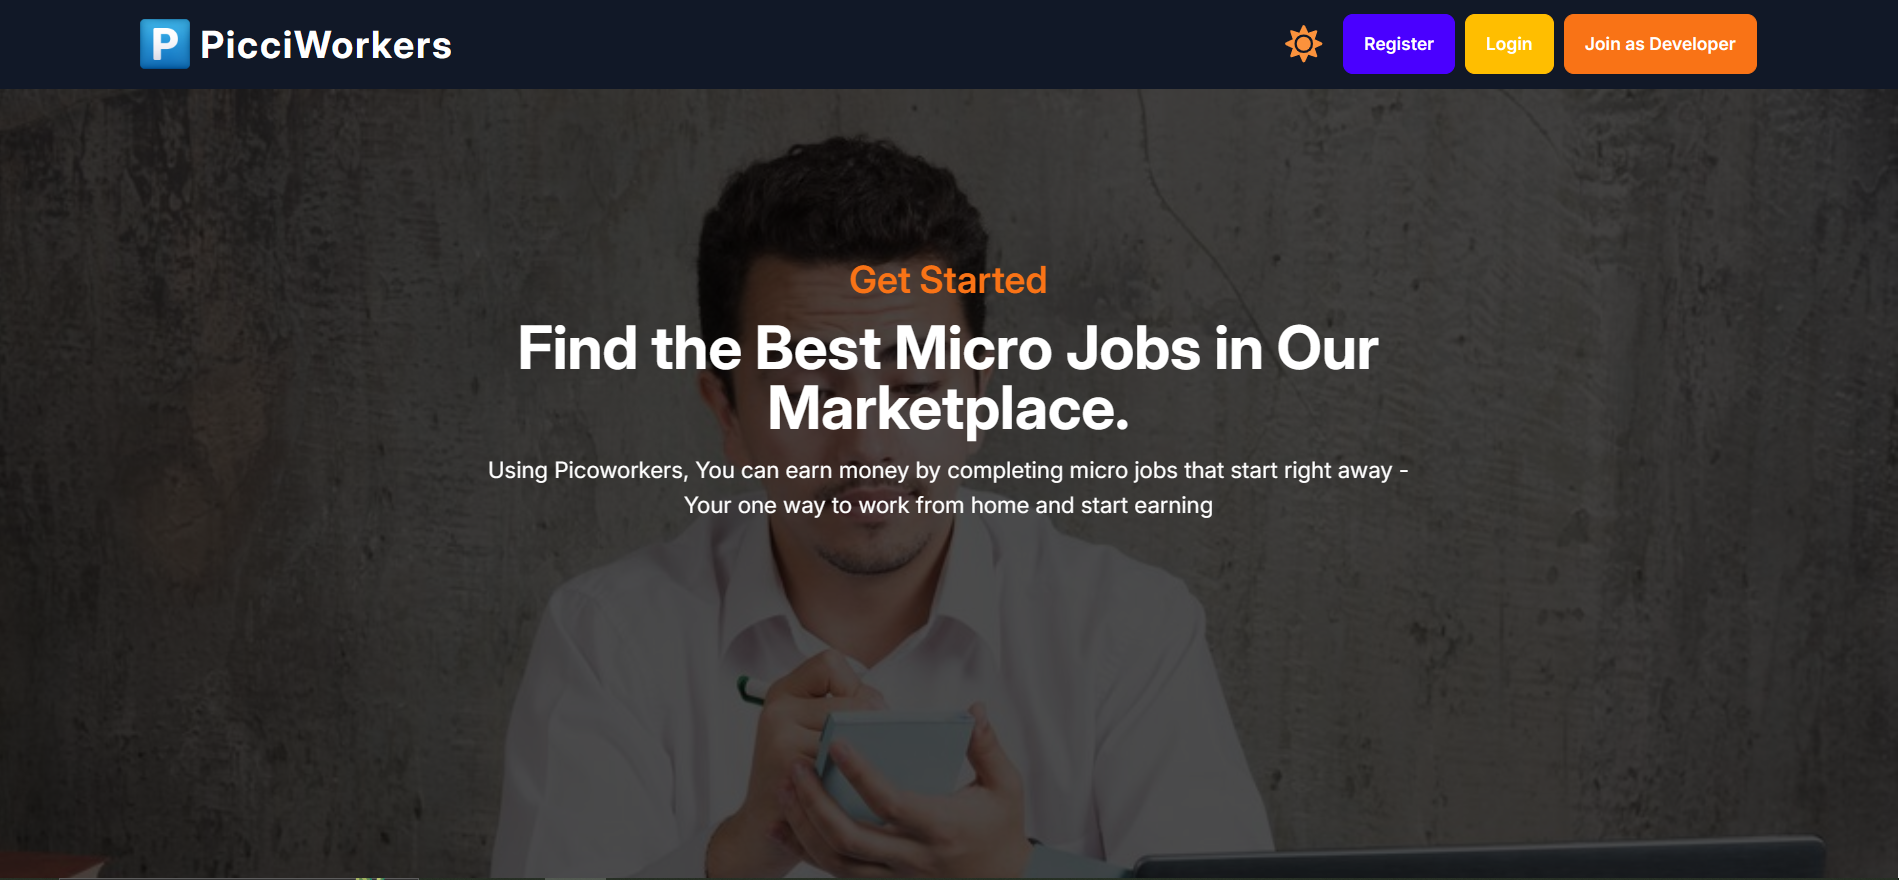 P PicciWorkers
Register
Login
Join as Developer
Get Started
Find the Best Micro Jobs in Our
Marketplace.
Using Picoworkers, You can earn money by completing micro jobs that start right away -
Your one way to work from home and start earning